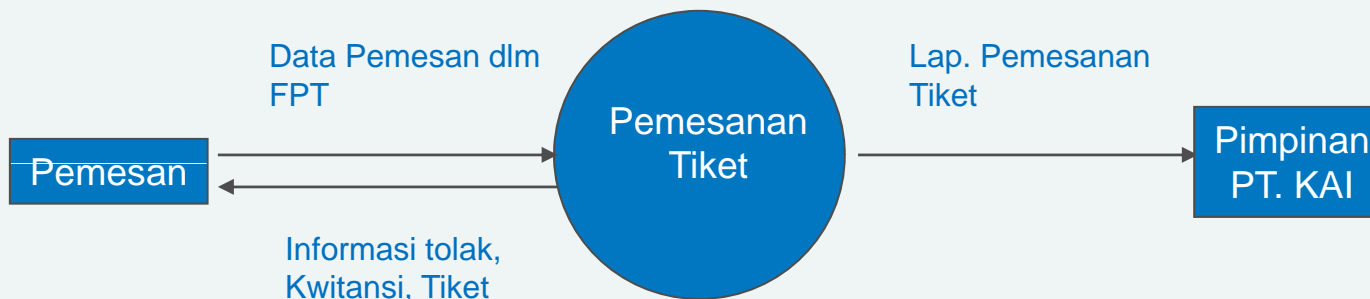 Data Pemesan dlm
FPT
Lap. Pemesanan
Tiket
Pemesanan
Tiket
Pemesan
Pimpinan
PT. KAI
Informasi tolak,
Kwitansi, Tiket